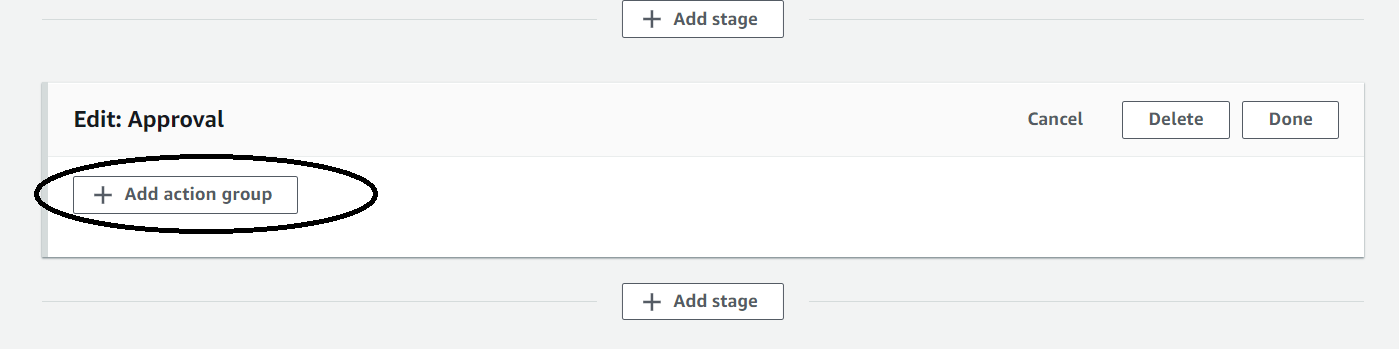 Add stage
Edit: Approval
Cancel
Delete
Done
Add action group
Add stage